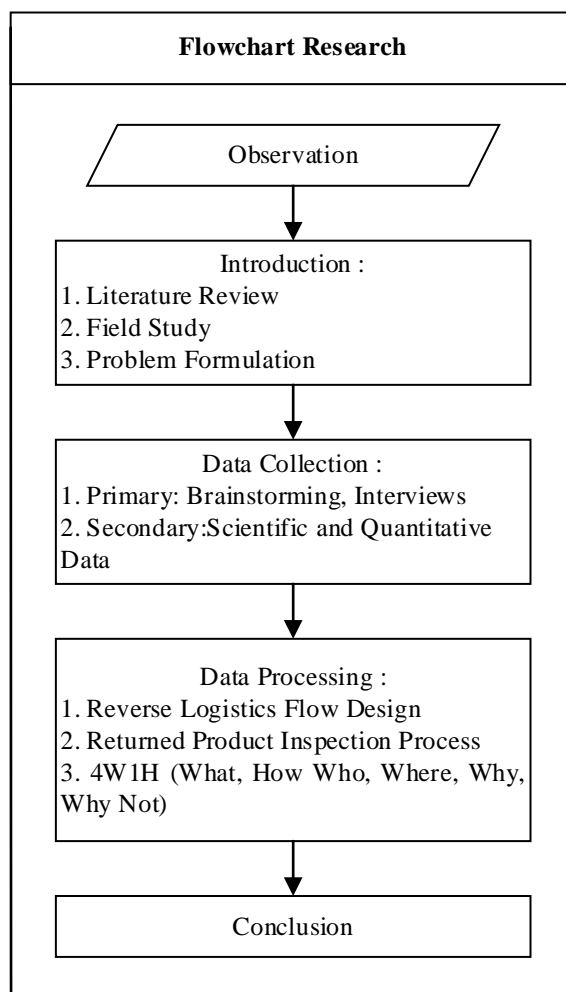 Flowchart Research
Observation
Introduction :
1. Literature Review
2. Field Study
3. Problem Formulation
Data Collection :
1. Primary: Brainstorming, Interviews
2. Secondary:Scientific and Quantitative
Data
Data Processing :
1. Reverse Logistics Flow Design
2. Returned Product Inspection Process
3. 4W1H (What, How Who, Where, Why,
Why Not)
Conclusion